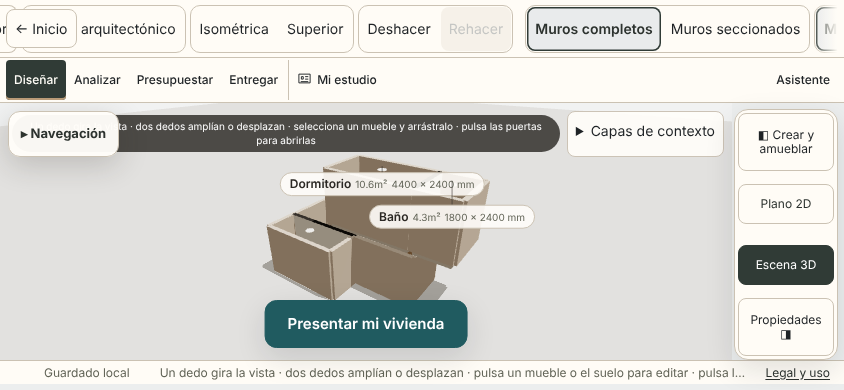 ← Inicio arquitectónico Isométrica Superior Deshacer Rehacer Muros completos Muros seccionados
Diseñar Analizar Presupuestar Entregar Mi estudio Asistente
▸ Navegación
· dos dedos amplían o desplazan · selecciona un mueble y arrástralo · pulsa las puertas
para abrirlas
▶ Capas de contexto
Crear y
amueblar
Dormitorio 10.6m² 4400 × 2400 mm
Plano 2D
Baño 4.3m² 1800 × 2400 mm
Escena 3D
Presentar mi vivienda
Propiedades
Guardado local Un dedo gira la vista · dos dedos amplían o desplazan · pulsa un mueble o el suelo para editar · pulsa l... Legal y uso